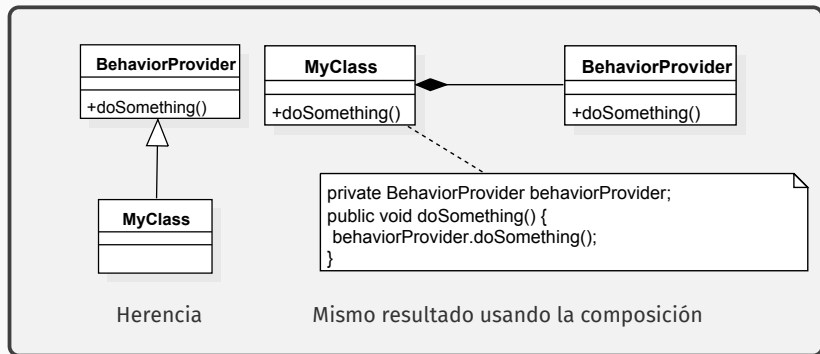 BehaviorProvider
+doSomething()
MyClass
Herencia
MyClass
+doSomething()
BehaviorProvider
+doSomething()
private BehaviorProvider behaviorProvider;
public void doSomething() {
behaviorProvider.doSomething();
}
Mismo resultado usando la composición